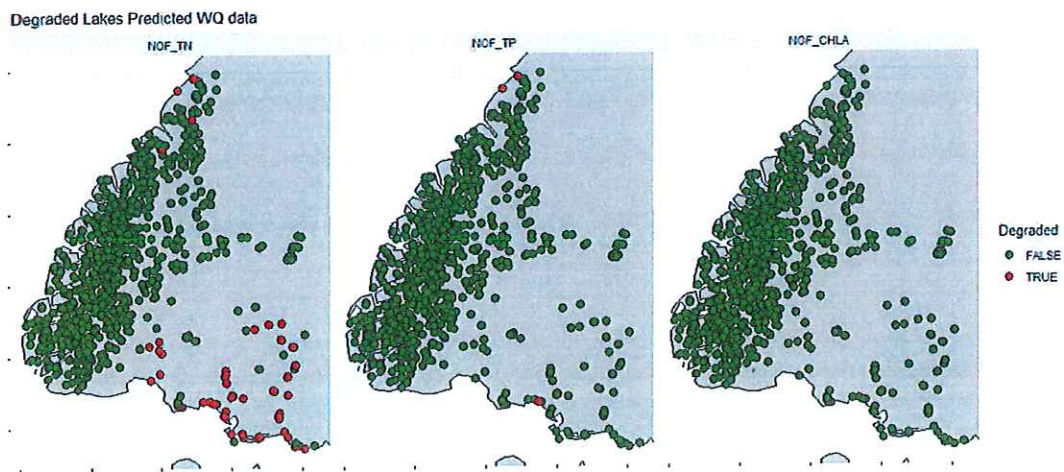 Degraded Lakes Predicted WQ data
NOF_TN NOF_TP NOF_CHLA
Degraded
FALSE
TRUE